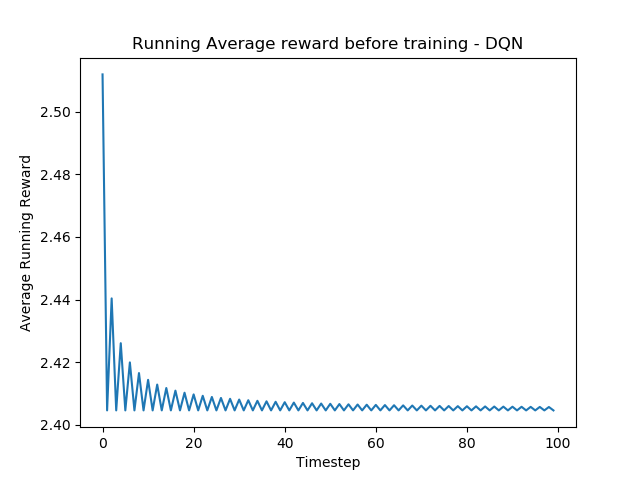 Running Average reward before training - DQN
Average Running Reward
2.50
2.48
2.46
2.44
2.42
2.40
0 20 40 60 80 100
Timestep